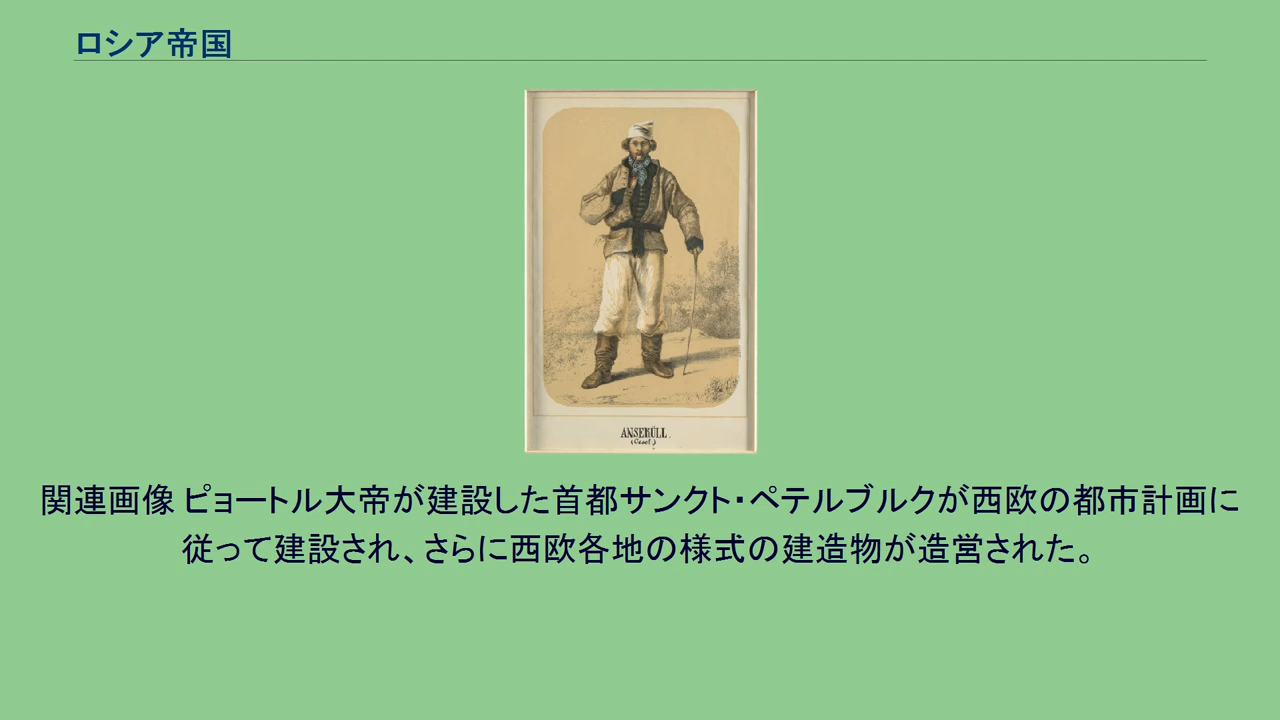 ロシア帝国
ANSEKÜLL.
(Oesel.)
関連画像 ピョートル大帝が建設した首都サンクト・ペテルブルクが西欧の都市計画に
従って建設され、さらに西欧各地の様式の建造物が造営された。